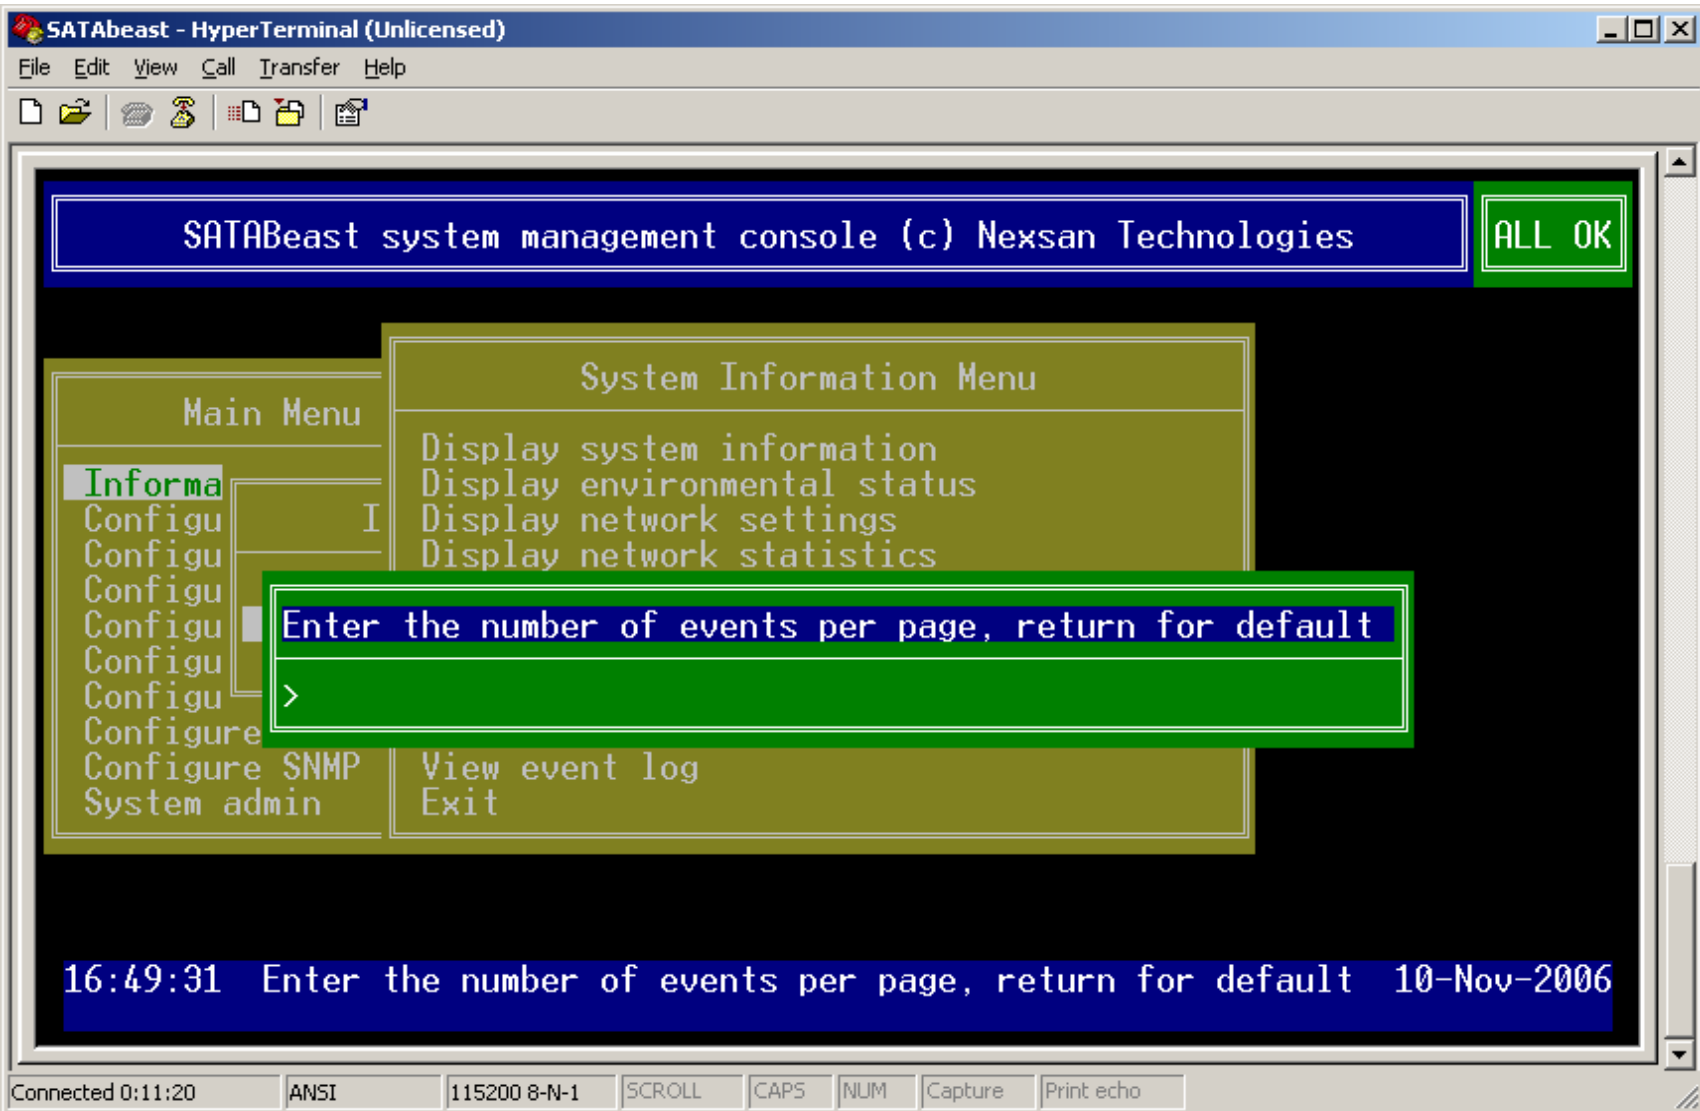 SATAbeast - HyperTerminal (Unlicensed)
File Edit View Call Transfer Help
SATABeast system management console (c) Nexsan Technologies
ALL OK
System Information Menu
Display system information
Display environmental status
Display network settings
Display network statistics
View event log
Exit
Main Menu
Informa
Configu
Configu
Configu
Configu
Configu
Configu
Configure
Configure SNMP
System admin
I
Enter the number of events per page, return for default
>
16:49:31 Enter the number of events per page, return for default 10-Nov-2006
Connected 0:11:20 ANSI 115200 8-N-1 SCROLL CAPS NUM Capture Print echo